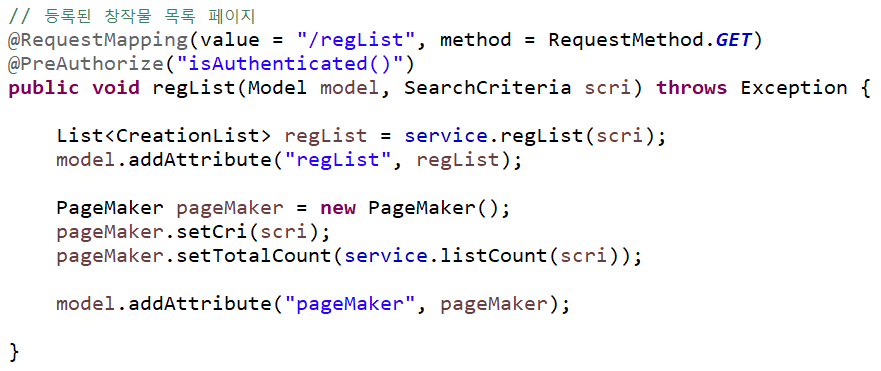 // 등록된 창작물 목록 페이지
@RequestMapping(value = "/regList", method = RequestMethod.GET)
@PreAuthorize("isAuthenticated()")
public void regList(Model model, SearchCriteria scri) throws Exception {
List<CreationList> regList = service.regList(scri);
model.addAttribute("regList", regList);
PageMaker pageMaker = new PageMaker();
pageMaker.setCri(scri);
pageMaker.setTotalCount(service.listCount(scri));
model.addAttribute("pageMaker", pageMaker);
}